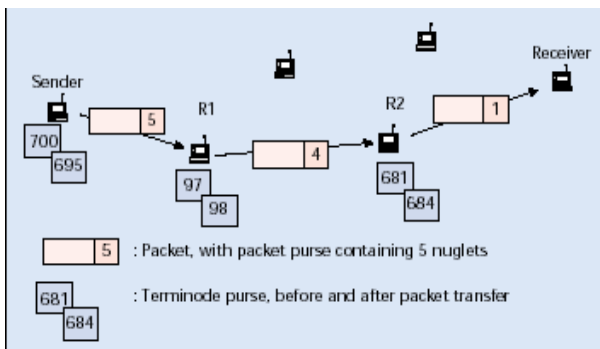 Receiver
Sender
R1
R2
5
1
4
700
695
97
98
681
684
5 : Packet, with packet purse containing 5 nuglets
681
684
: Terminode purse, before and after packet transfer